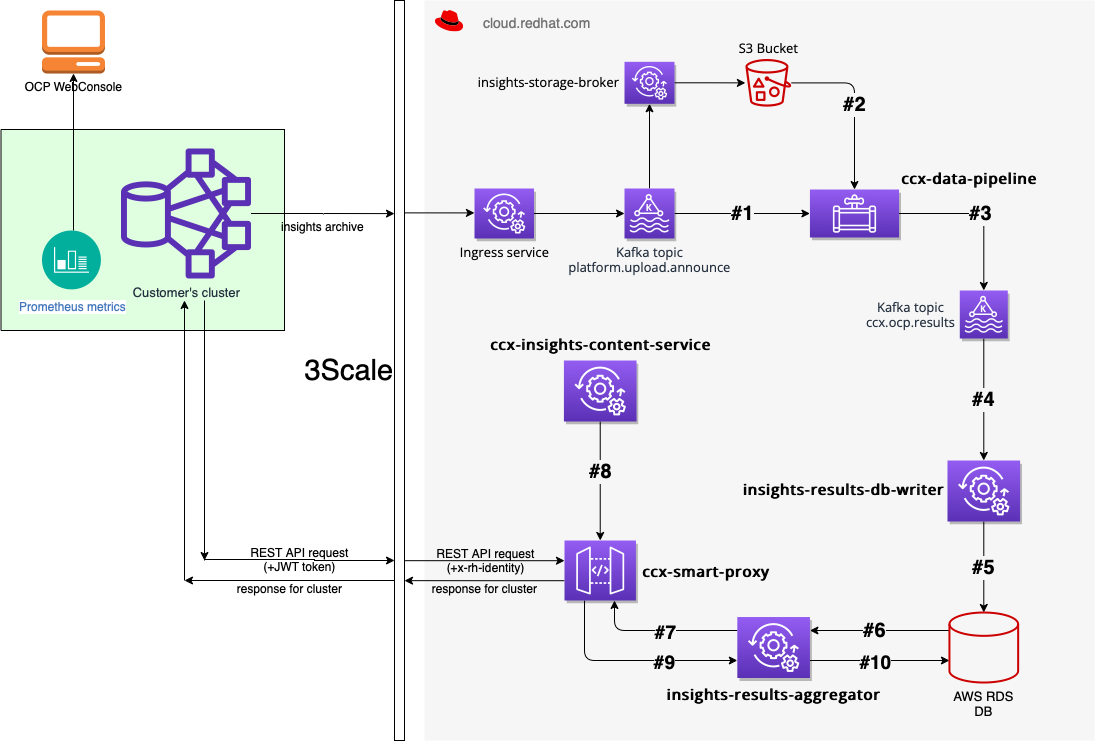 cloud.redhat.com
OCP WebConsole
S3 Bucket
insights-storage-broker
#2
ccx-data-pipeline
insights archive
#1
#3
Ingress service
K
Kafka topic
platform.upload.announce
Customer's cluster
Prometheus metrics
Kafka topic
ccx.ocp.results
K
3Scale
ccx-insights-content-service
#4
#8
insights-results-db-writer
REST API request
(+JWT token)
response for cluster
REST API request
(+x-rh-identity)
response for cluster
</>
ccx-smart-proxy
#5
#7
#6
#9
#10
insights-results-aggregator
AWS RDS
DB